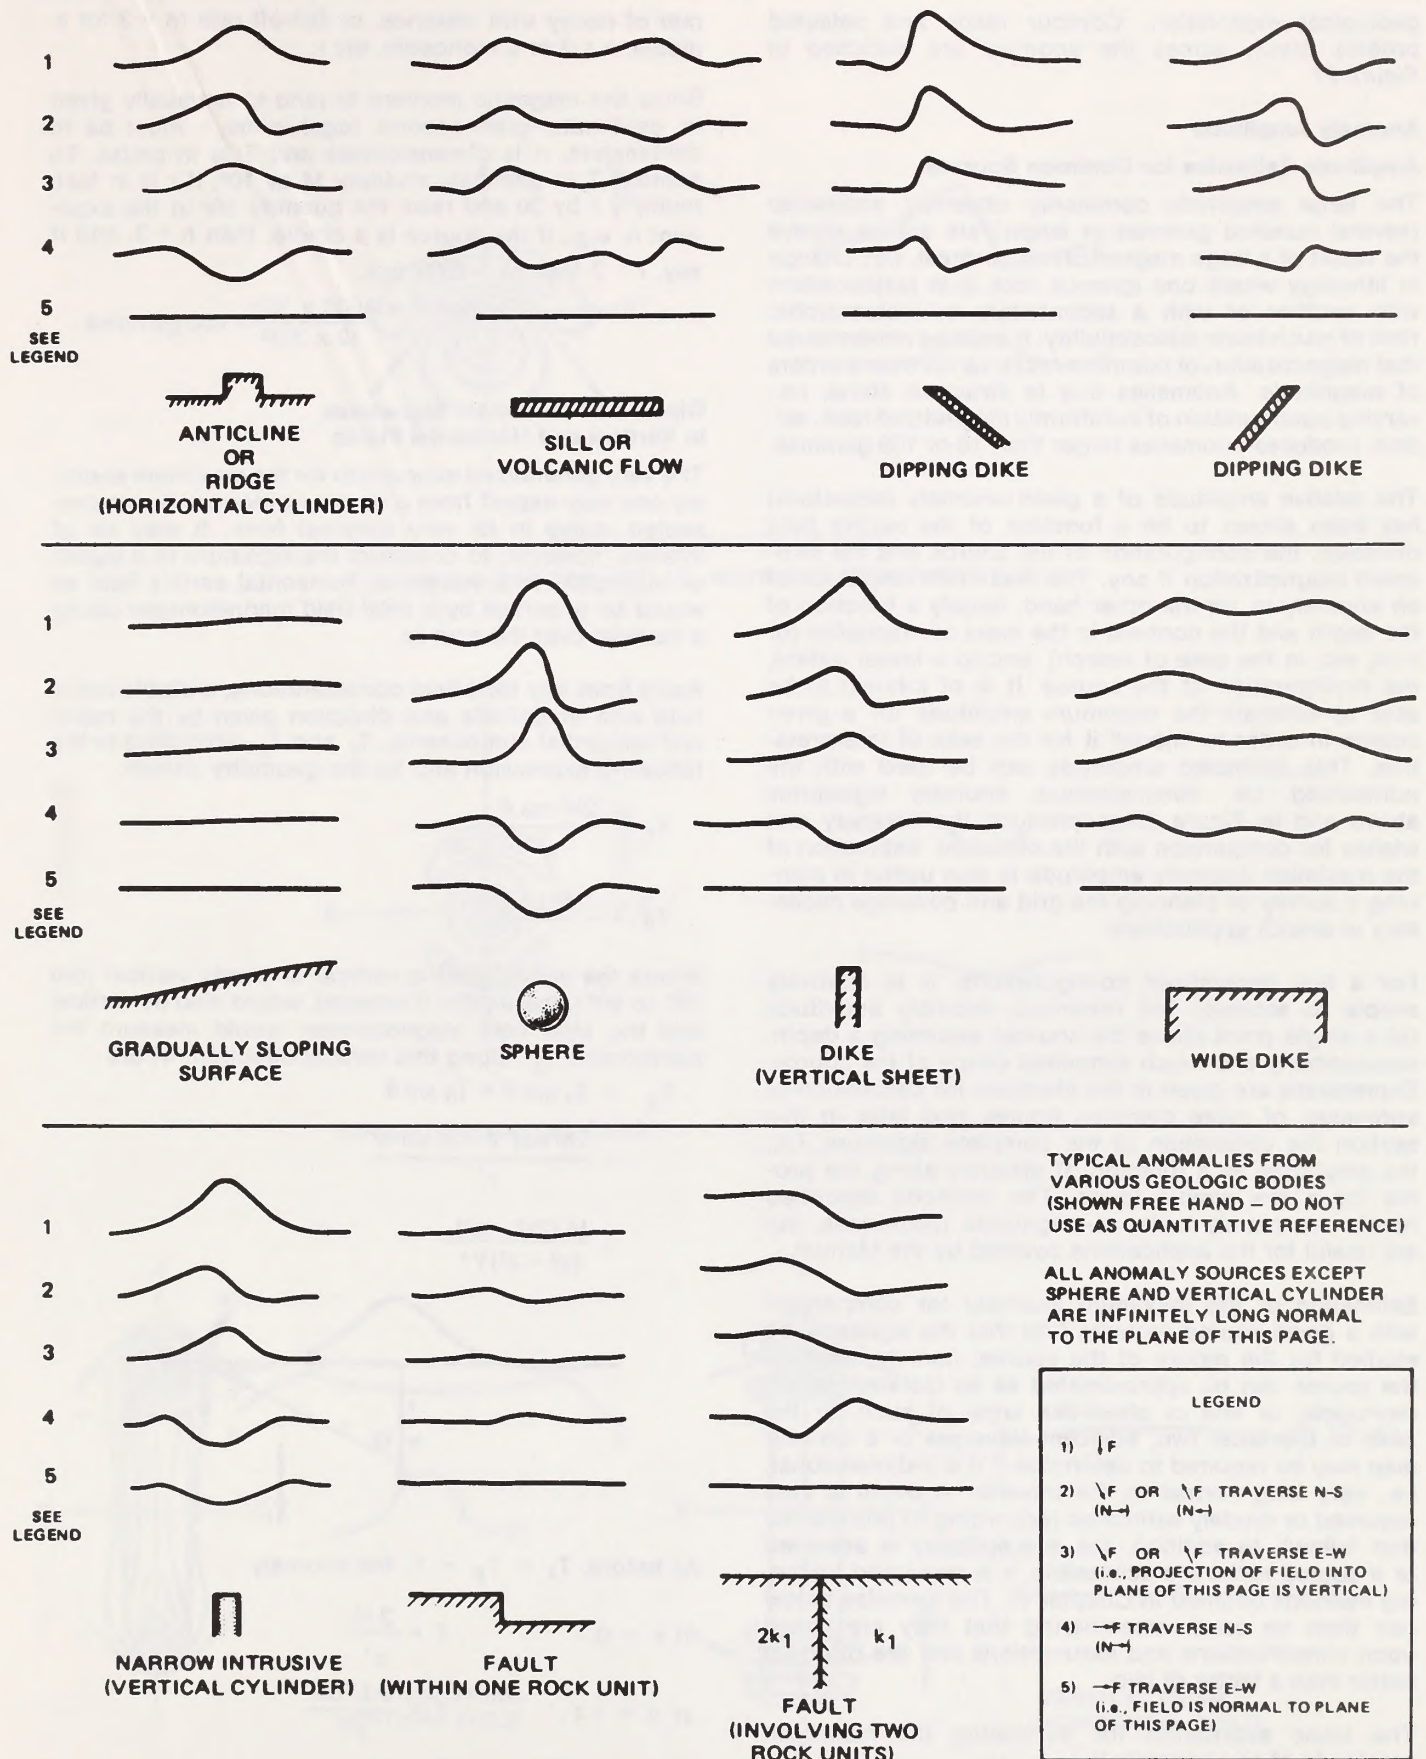 1
2
3
4
5
SEE
LEGEND
ANTICLINE
OR
RIDGE
(HORIZONTAL CYLINDER)
SILL OR
VOLCANIC FLOW
DIPPING DIKE
DIPPING DIKE
1
2
3
4
5
SEE
LEGEND
GRADUALLY SLOPING
SURFACE
SPHERE
DIKE
(VERTICAL SHEET)
WIDE DIKE
1
2
3
4
5
SEE
LEGEND
NARROW INTRUSIVE
(VERTICAL CYLINDER)
FAULT
(WITHIN ONE ROCK UNIT)
2k1 k1
FAULT
(INVOLVING TWO
ROCK UNITS)
TYPICAL ANOMALIES FROM
VARIOUS GEOLOGIC BODIES
(SHOWN FREE HAND – DO NOT
USE AS QUANTITATIVE REFERENCE)
ALL ANOMALY SOURCES EXCEPT
SPHERE AND VERTICAL CYLINDER
ARE INFINITELY LONG NORMAL
TO THE PLANE OF THIS PAGE.
LEGEND
1) ↓F
2) ↘F OR ↖F TRAVERSE N-S
(N→) (N←)
3) \F OR \F TRAVERSE E-W
(i.e., PROJECTION OF FIELD INTO
PLANE OF THIS PAGE IS VERTICAL)
4) →F TRAVERSE N-S
(N→)
5) →F TRAVERSE E-W
(i.e., FIELD IS NORMAL TO PLANE
OF THIS PAGE)